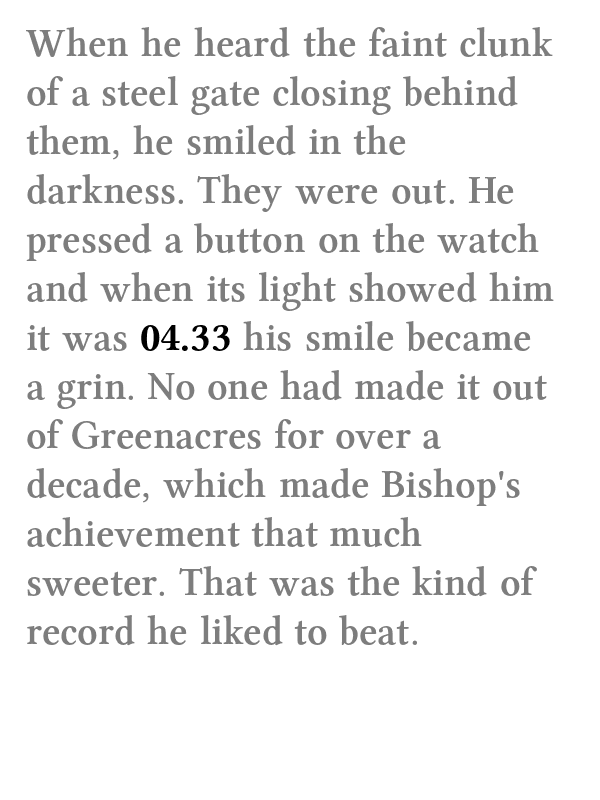 When he heard the faint clunk
of a steel gate closing behind
them, he smiled in the
darkness. They were out. He
pressed a button on the watch
and when its light showed him
it was 04.33 his smile became
a grin. No one had made it out
of Greenacres for over a
decade, which made Bishop's
achievement that much
sweeter. That was the kind of
record he liked to beat.